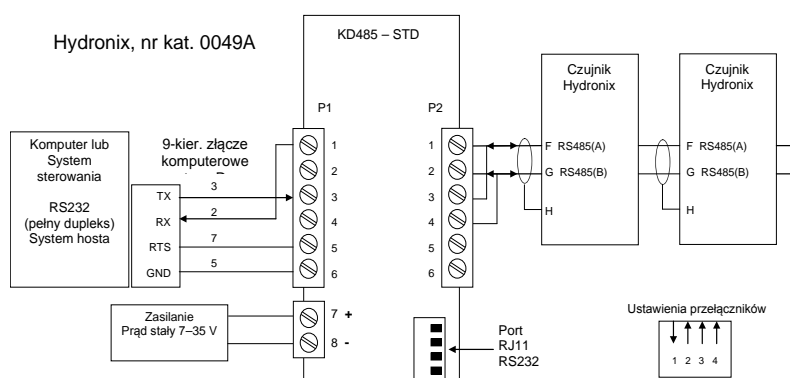 Hydronix, nr kat. 0049A
KD485 – STD
P1
P2
1
2
3
4
5
6
7 +
8 -
1
2
3
4
5
6
Komputer lub
System
sterowania
RS232
(pełny dupleks)
System hosta
9-kier. złącze
komputerowe
TX
RX
RTS
GND
3
2
7
5
Zasilanie
Prąd stały 7–35 V
Port
RJ11
RS232
Czujnik
Hydronix
F RS485(A)
G RS485(B)
H
Czujnik
Hydronix
F RS485(A)
G RS485(B)
H
Ustawienia przełączników
1 2 3 4